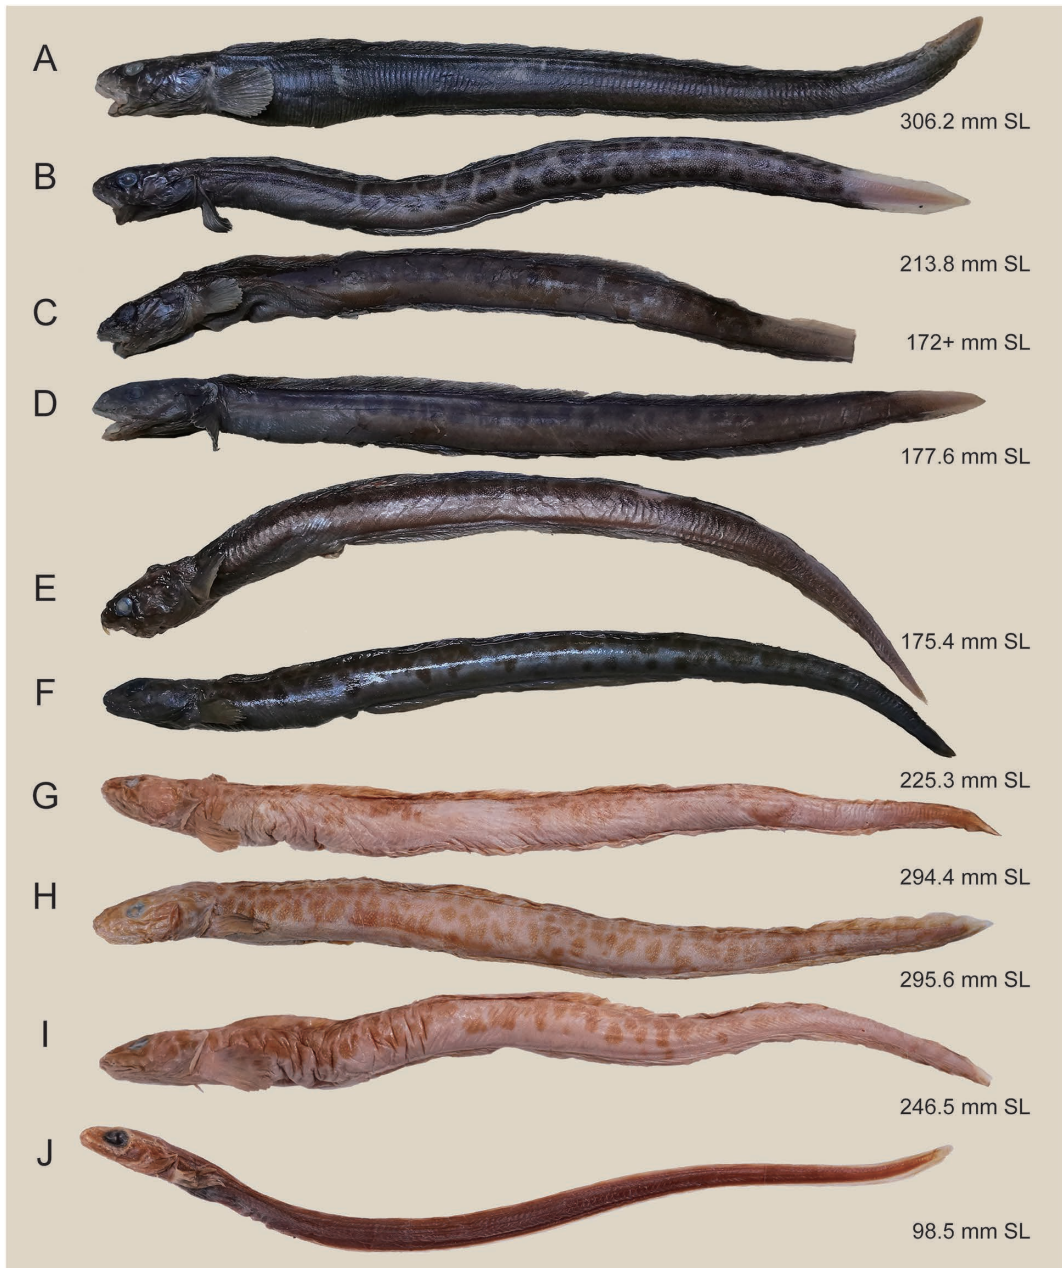 A
306.2 mm SL
B
213.8 mm SL
C
172+ mm SL
D
177.6 mm SL
E
175.4 mm SL
F
225.3 mm SL
G
294.4 mm SL
H
295.6 mm SL
I
246.5 mm SL
J
98.5 mm SL